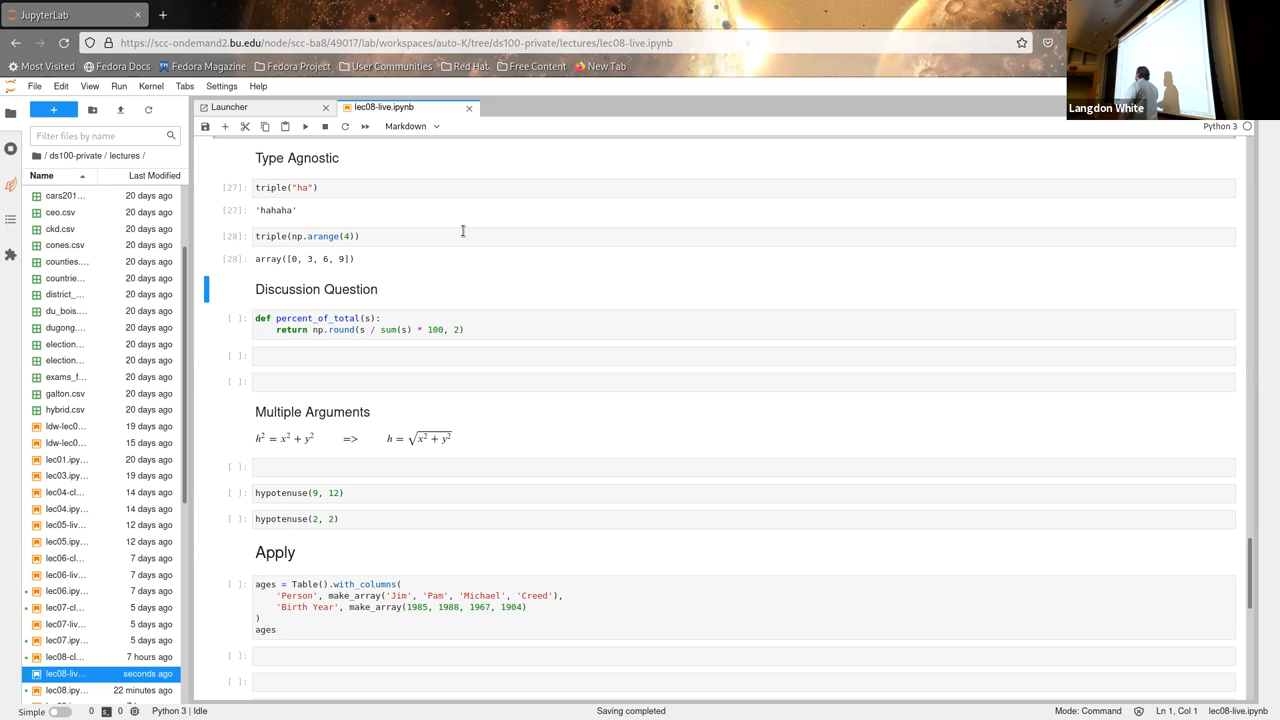 JupyterLab
https://scc-ondemand2.bu.edu/node/scc-ba8/49017/lab/workspaces/auto-K/tree/ds100-private/lectures/lec08-live.ipynb
Most Visited
Fedora Docs
Fedora Magazine
Fedora Project
User Communities
Red Hat
Free Content
New Tab
Langdon White
File Edit View Run Kernel Tabs Settings Help
Launcher
lec08-live.ipynb
Markdown
Python 3
Filter files by name
/ ds100-private / lectures /
Name Last Modified
cars201... 20 days ago
ceo.csv 20 days ago
ckd.csv 20 days ago
cones.csv 20 days ago
counties.... 20 days ago
countrie... 20 days ago
district_... 20 days ago
du_bois.... 20 days ago
dugong.... 20 days ago
election... 20 days ago
election... 20 days ago
exams_f... 20 days ago
galton.csv 20 days ago
hybrid.csv 20 days ago
ldw-lec0... 19 days ago
ldw-lec0... 15 days ago
lec01.ipy... 20 days ago
lec03.ipy... 19 days ago
lec04-cl... 14 days ago
lec04.ipy... 14 days ago
lec05-liv... 12 days ago
lec05.ipy... 12 days ago
lec06-cl... 7 days ago
lec06-liv... 7 days ago
lec06.ipy... 7 days ago
lec07-cl... 5 days ago
lec07-liv... 5 days ago
lec07.ipy... 5 days ago
lec08-cl... 7 hours ago
lec08-liv... seconds ago
lec08.ipy... 22 minutes ago
Type Agnostic
[27]: triple("ha")
[27]: 'hahaha'
[28]: triple(np.arange(4))
[28]: array([0, 3, 6, 9])
Discussion Question
[ ]: def percent_of_total(s):
return np.round(s / sum(s) * 100, 2)
[ ]:
[ ]:
Multiple Arguments
h² = x² + y² => h = √x² + y²
[ ]:
[ ]: hypotenuse(9, 12)
[ ]: hypotenuse(2, 2)
Apply
[ ]: ages = Table().with_columns(
'Person', make_array('Jim', 'Pam', 'Michael', 'Creed'),
'Birth Year', make_array(1985, 1988, 1967, 1904)
)
ages
[ ]:
[ ]:
Simple 0 0 Python 3 | Idle Saving completed Mode: Command Ln 1, Col 1 lec08-live.ipynb